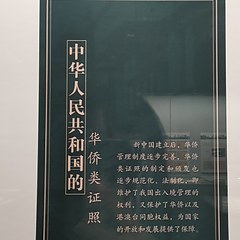 中华人民共和国的
华侨类证照
新中国建立后，华侨
管理制度逐步完善，华侨
类证照的制定和颁发也
逐步规范化、法制化，即
维护了我国出入境管理的
权利，又保护了华侨以及
港澳台同胞权益，为国家
的开放和发展提供了保障。